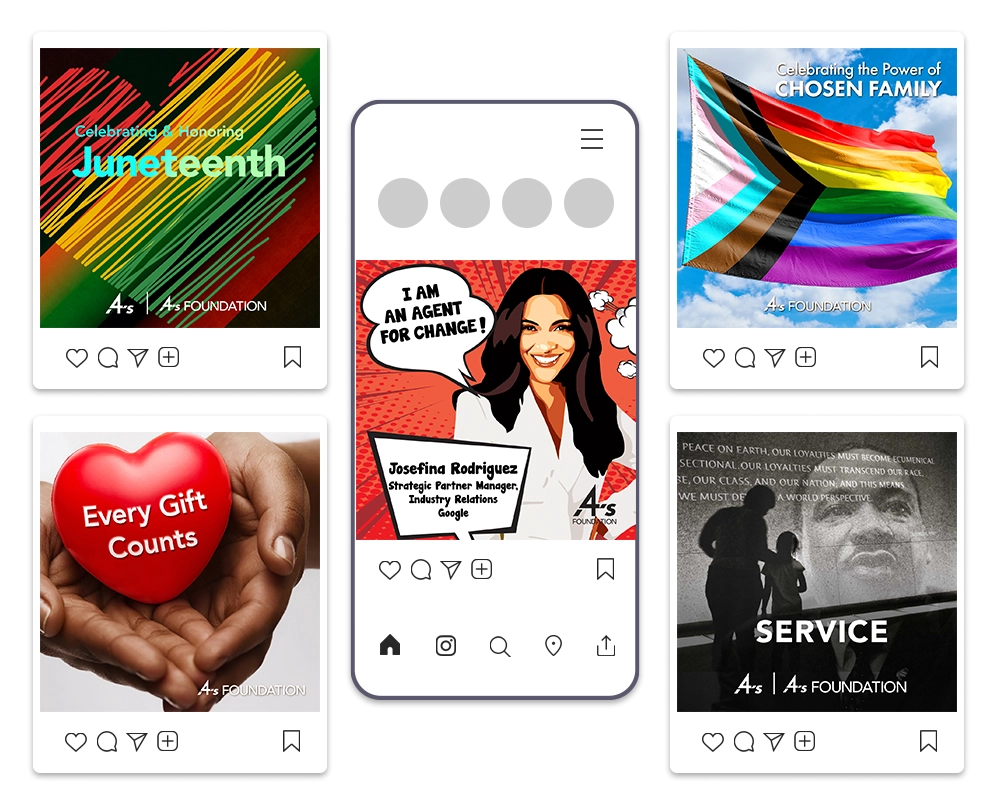 Celebrating & Honoring
Juneteenth
A's | A's FOUNDATION
Celebrating the Power of
CHOSEN FAMILY
A's FOUNDATION
I AM
AN AGENT
FOR CHANGE!
Josefina Rodriguez
Strategic Partner Manager,
Industry Relations
Google
A's
FOUNDATION
Every Gift
Counts
A's FOUNDATION
PEACE ON EARTH, OUR LOYALTIES MUST BECOME ECUMENICAL
SECTIONAL. OUR LOYALTIES MUST TRANSCEND OUR RACE,
OUR CLASS, AND OUR NATION; AND THIS MEANS
WE MUST A WORLD PERSPECTIVE.
SERVICE
A's | A's FOUNDATION